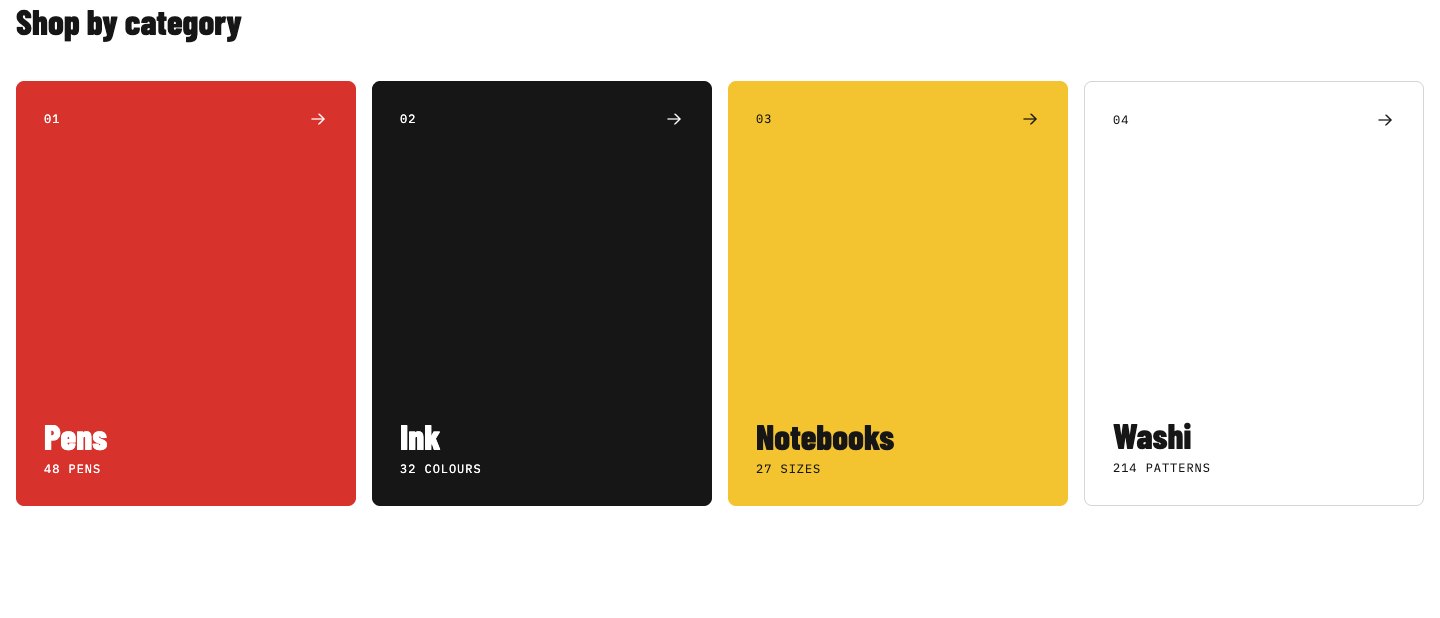 Shop by category
01
Pens
48 PENS
02
Ink
32 COLOURS
03
Notebooks
27 SIZES
04
Washi
214 PATTERNS